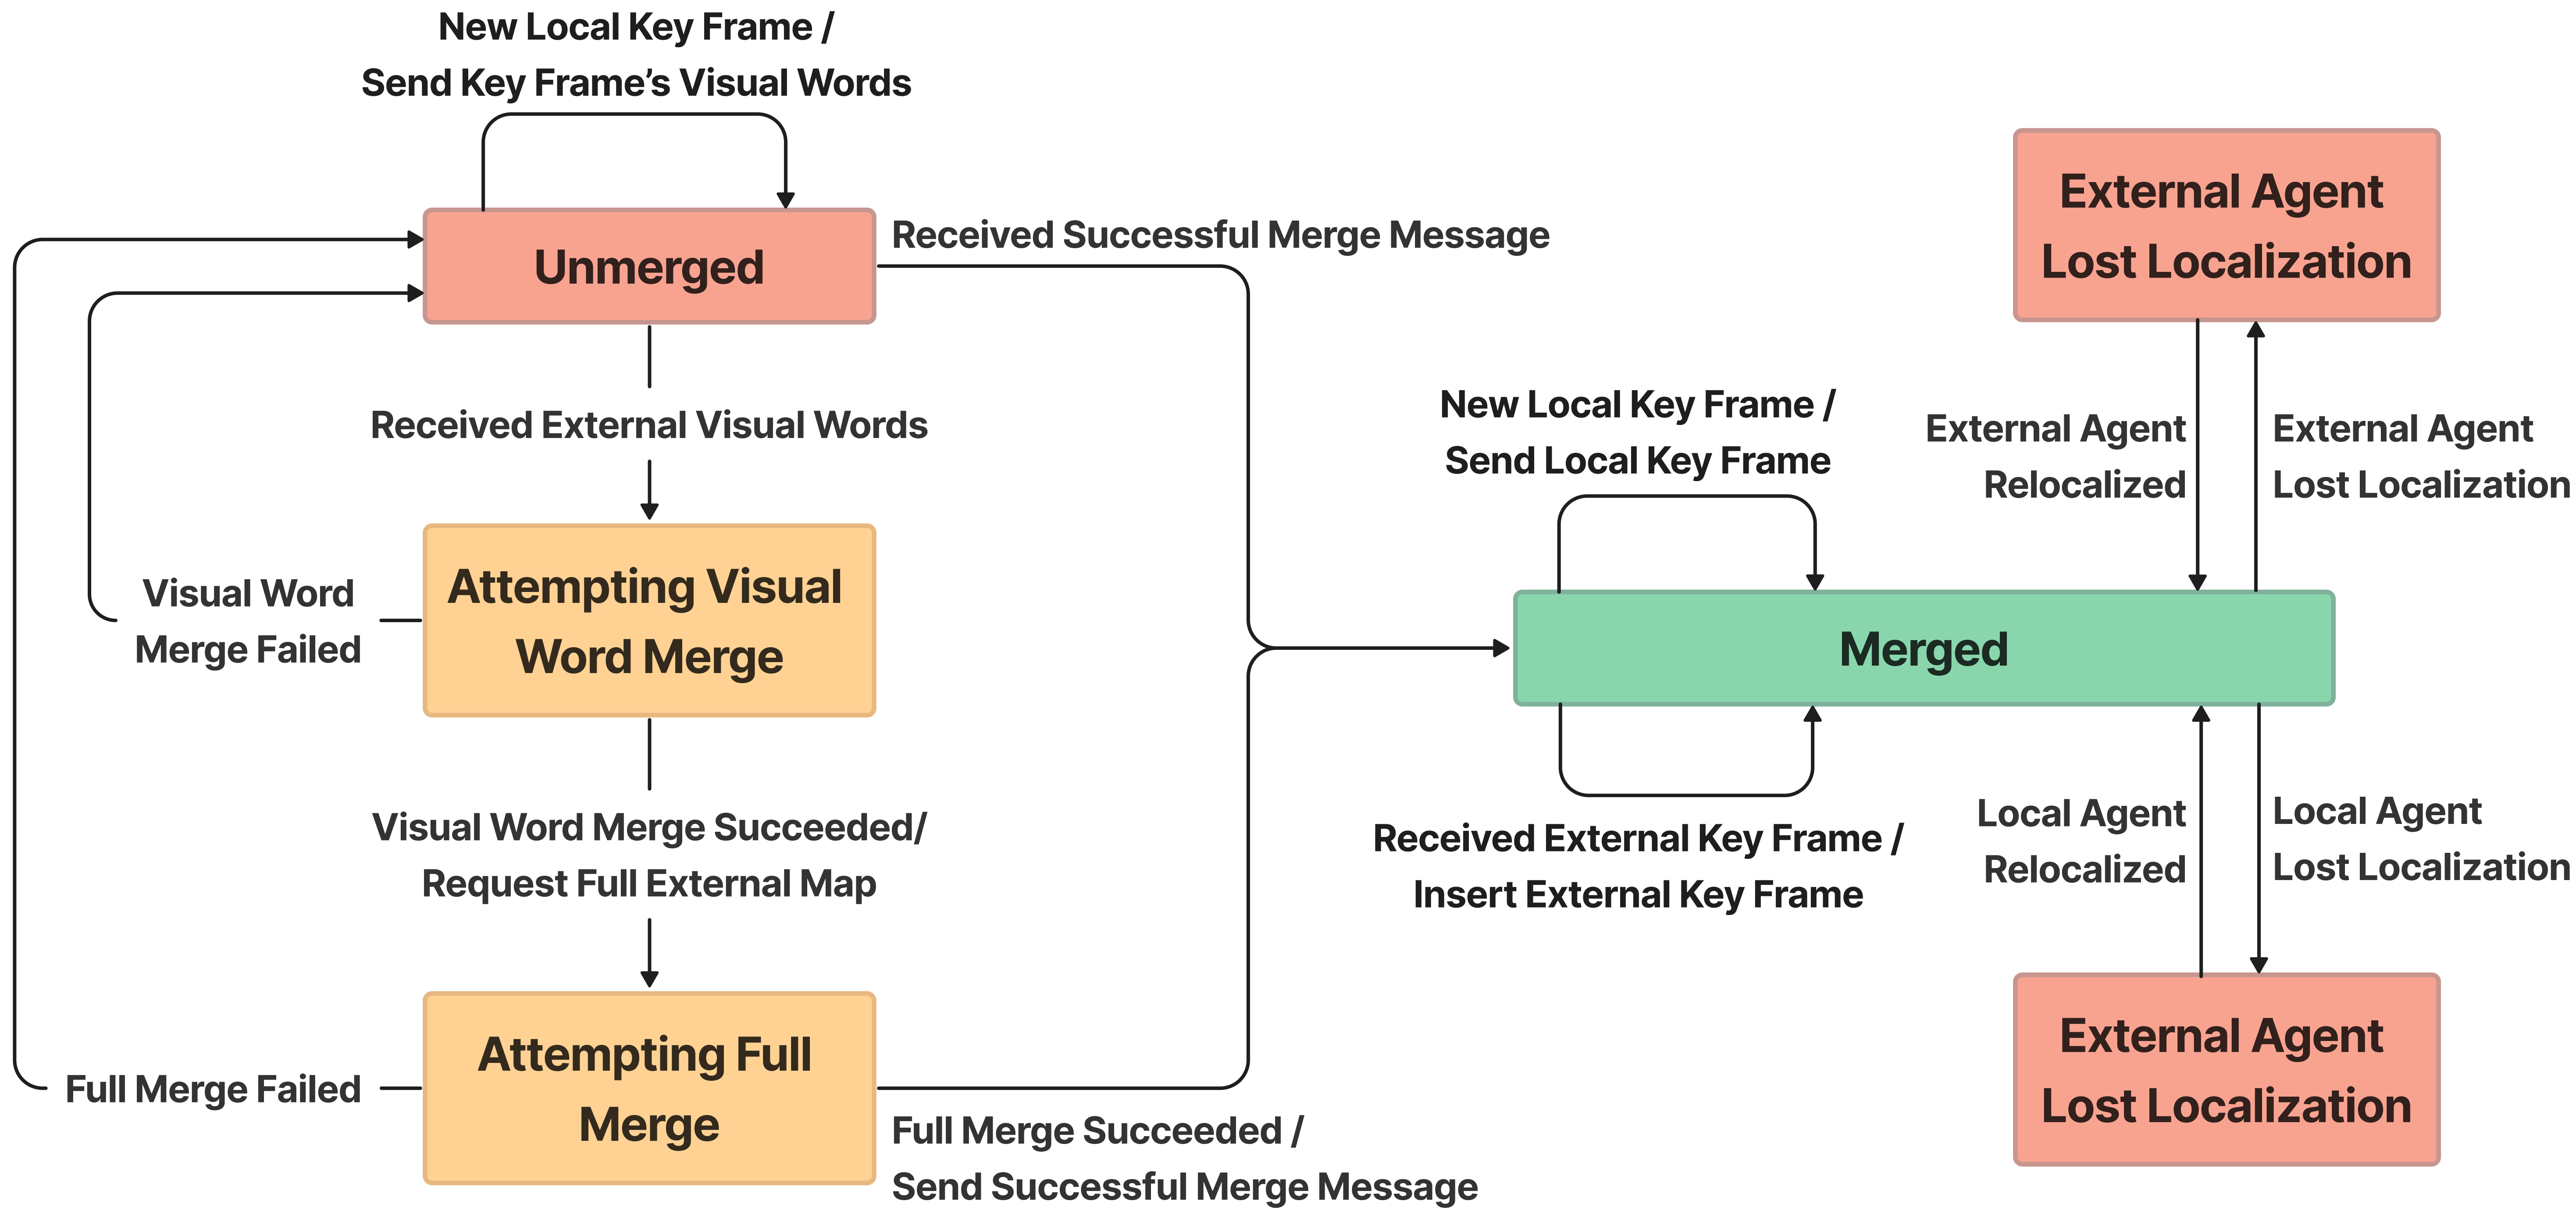 New Local Key Frame /
Send Key Frame’s Visual Words
Unmerged
Received Successful Merge Message
Received External Visual Words
Attempting Visual
Word Merge
Visual Word
Merge Failed
Visual Word Merge Succeeded/
Request Full External Map
Attempting Full
Merge
Full Merge Failed
Full Merge Succeeded /
Send Successful Merge Message
New Local Key Frame /
Send Local Key Frame
Merged
Received External Key Frame /
Insert External Key Frame
External Agent
Lost Localization
External Agent
Relocalized
External Agent
Lost Localization
Local Agent
Relocalized
Local Agent
Lost Localization
External Agent
Lost Localization